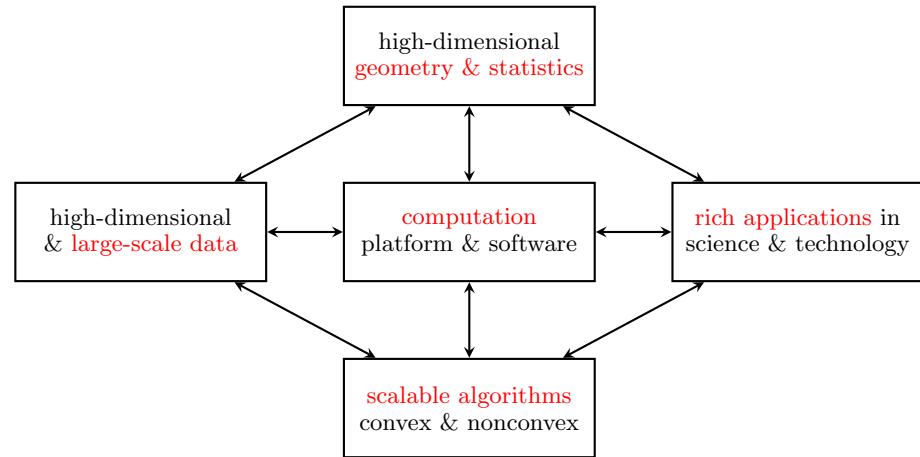 high-dimensional
geometry & statistics
high-dimensional
& large-scale data
computation
platform & software
rich applications in
science & technology
scalable algorithms
convex & nonconvex